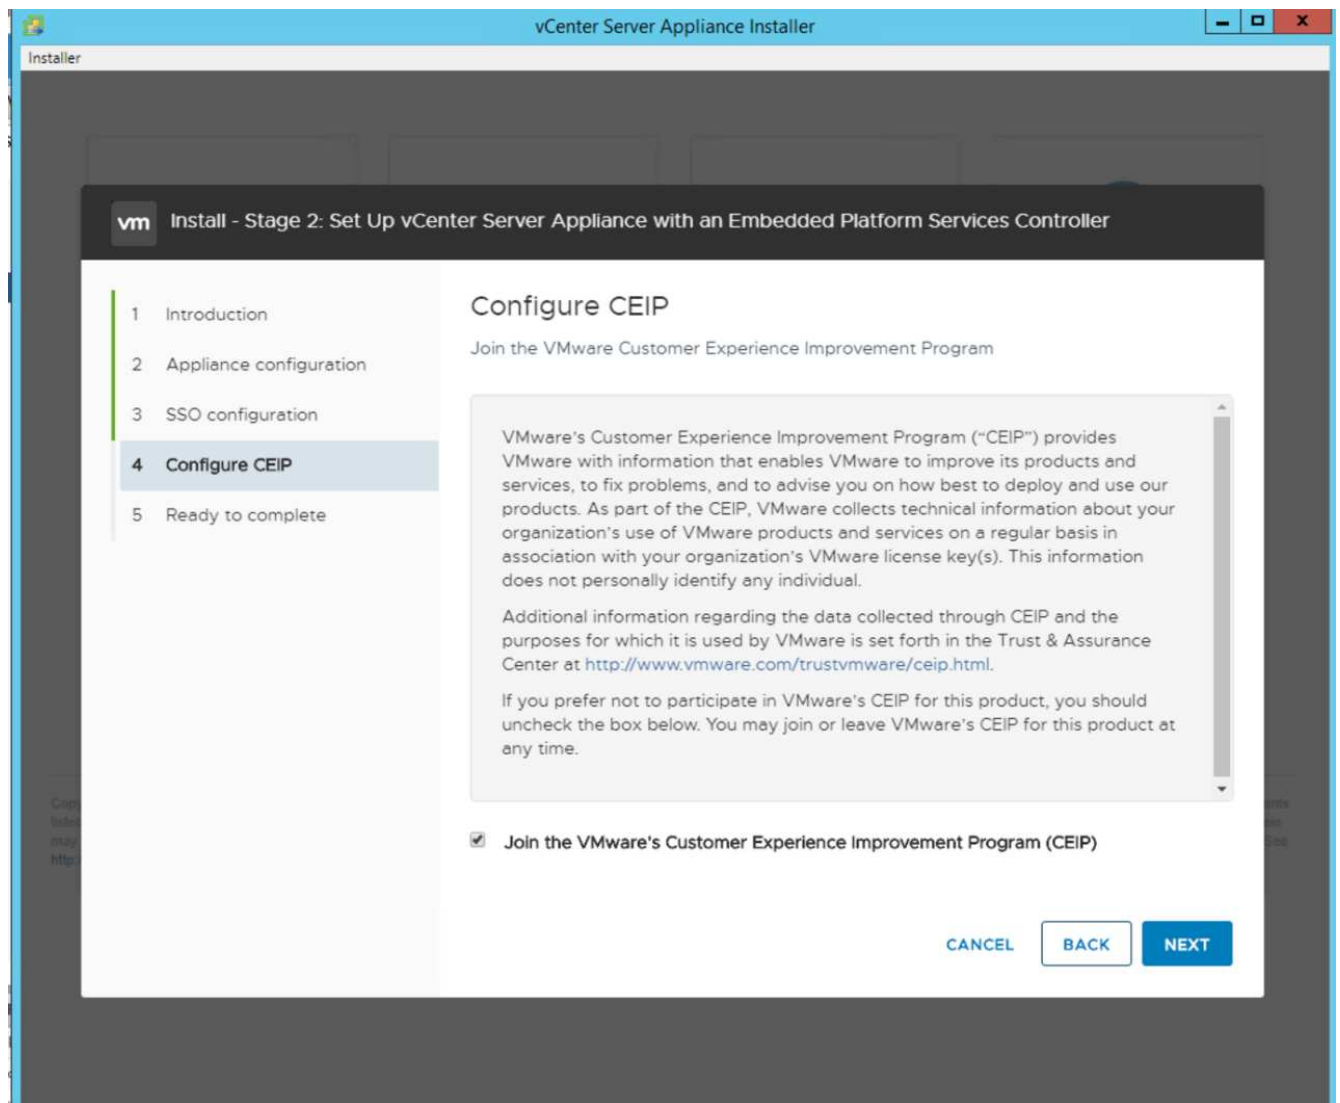 vCenter Server Appliance Installer
Installer
vm Install - Stage 2: Set Up vCenter Server Appliance with an Embedded Platform Services Controller
1 Introduction
2 Appliance configuration
3 SSO configuration
4 Configure CEIP
5 Ready to complete
Configure CEIP
Join the VMware Customer Experience Improvement Program
VMware's Customer Experience Improvement Program (“CEIP”) provides
VMware with information that enables VMware to improve its products and
services, to fix problems, and to advise you on how best to deploy and use our
products. As part of the CEIP, VMware collects technical information about your
organization's use of VMware products and services on a regular basis in
association with your organization's VMware license key(s). This information
does not personally identify any individual.
Additional information regarding the data collected through CEIP and the
purposes for which it is used by VMware is set forth in the Trust & Assurance
Center at http://www.vmware.com/trustvmware/ceip.html.
If you prefer not to participate in VMware's CEIP for this product, you should
uncheck the box below. You may join or leave VMware's CEIP for this product at
any time.
Join the VMware's Customer Experience Improvement Program (CEIP)
CANCEL BACK NEXT